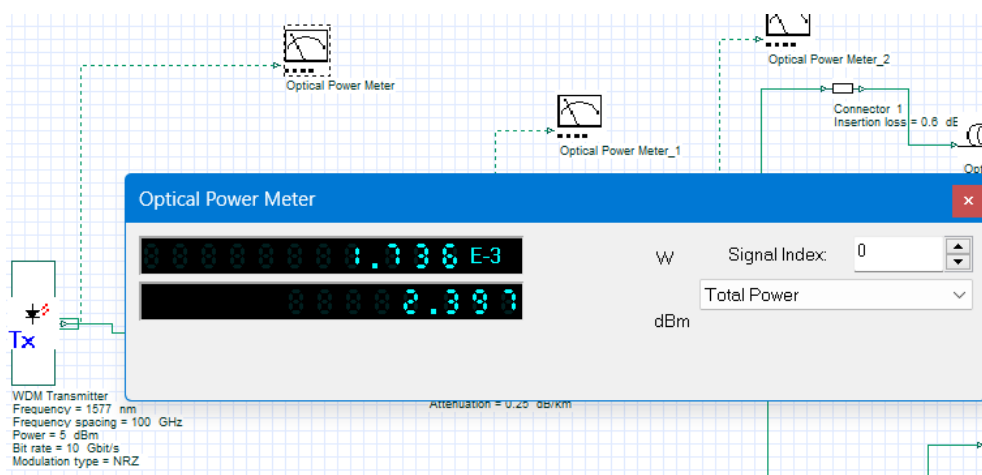 Optical Power Meter
Optical Power Meter_1
Optical Power Meter_2
Connector 1
Insertion loss = 0.6 dE
Opt
Optical Power Meter
1.736 E-3
W
Signal Index:
0
2.397
dBm
Total Power
Tx
WDM Transmitter
Frequency = 1577 nm
Frequency spacing = 100 GHz
Power = 5 dBm
Bit rate = 10 Gbit/s
Modulation type = NRZ
Attenuation = 0.25 dB/km